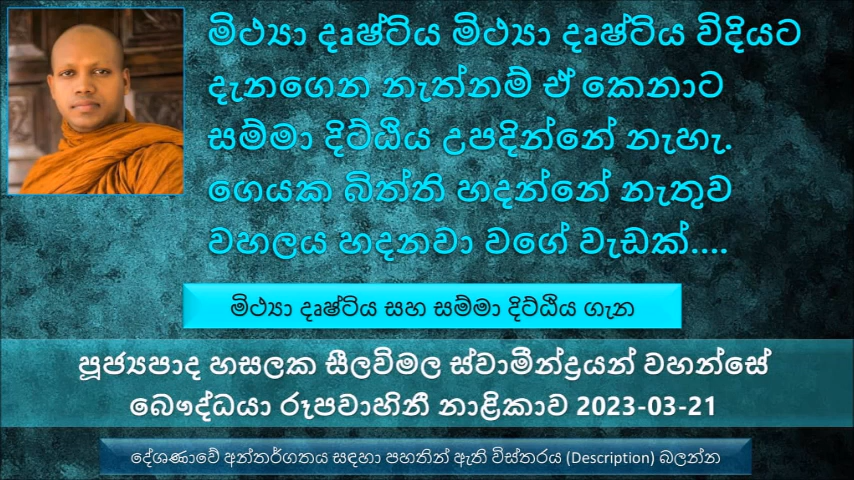 මිථ්‍යා දෘෂ්ටිය මිථ්‍යා දෘෂ්ටිය විදියට
දැනගෙන නැත්නම් ඒ කෙනාට
සම්මා දිට්ඨිය උපදින්නේ නැහැ.
ගෙයක බිත්ති හදන්නේ නැතුව
වහලය හදනවා වගේ වැඩක්....
මිථ්‍යා දෘෂ්ටිය සහ සම්මා දිට්ඨිය ගැන
පූජ්‍යපාද හසලක සීලවිමල ස්වාමීන්ද්‍රයන් වහන්සේ
බෞද්ධයා රූපවාහිනී නාළිකාව 2023-03-21
දේශණාවේ අන්තර්ගතය සඳහා පහතින් ඇති විස්තරය (Description) බලන්න